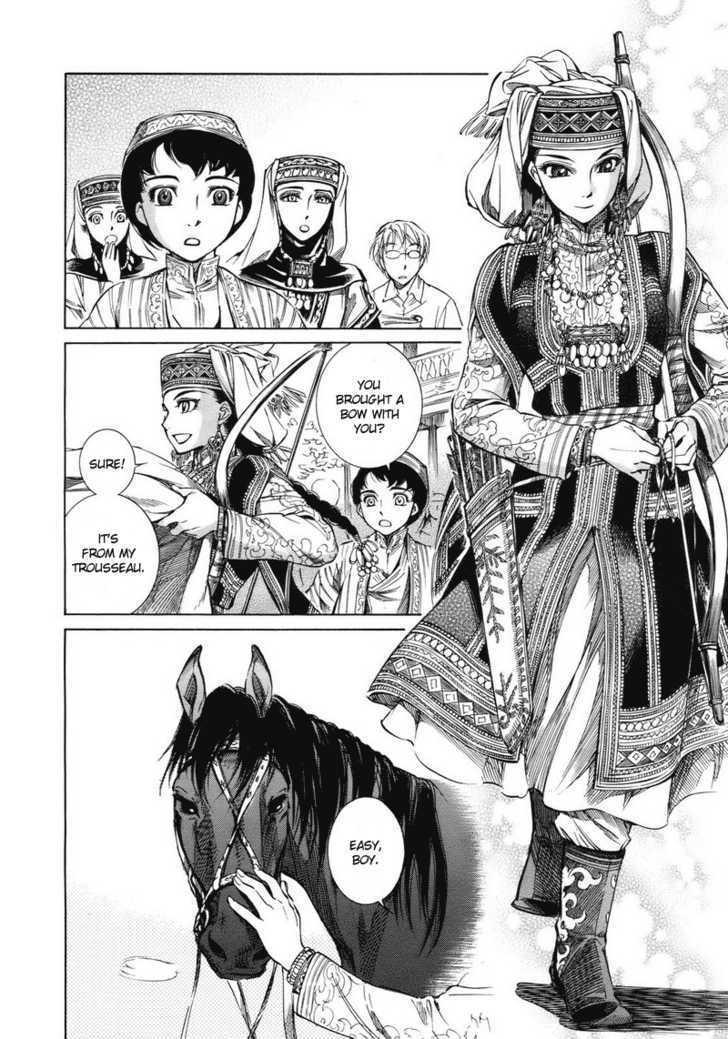 YOU
BROUGHT A
BOW WITH
YOU?
SURE!
IT'S
FROM MY
TROUSSEAU.
EASY,
BOY.